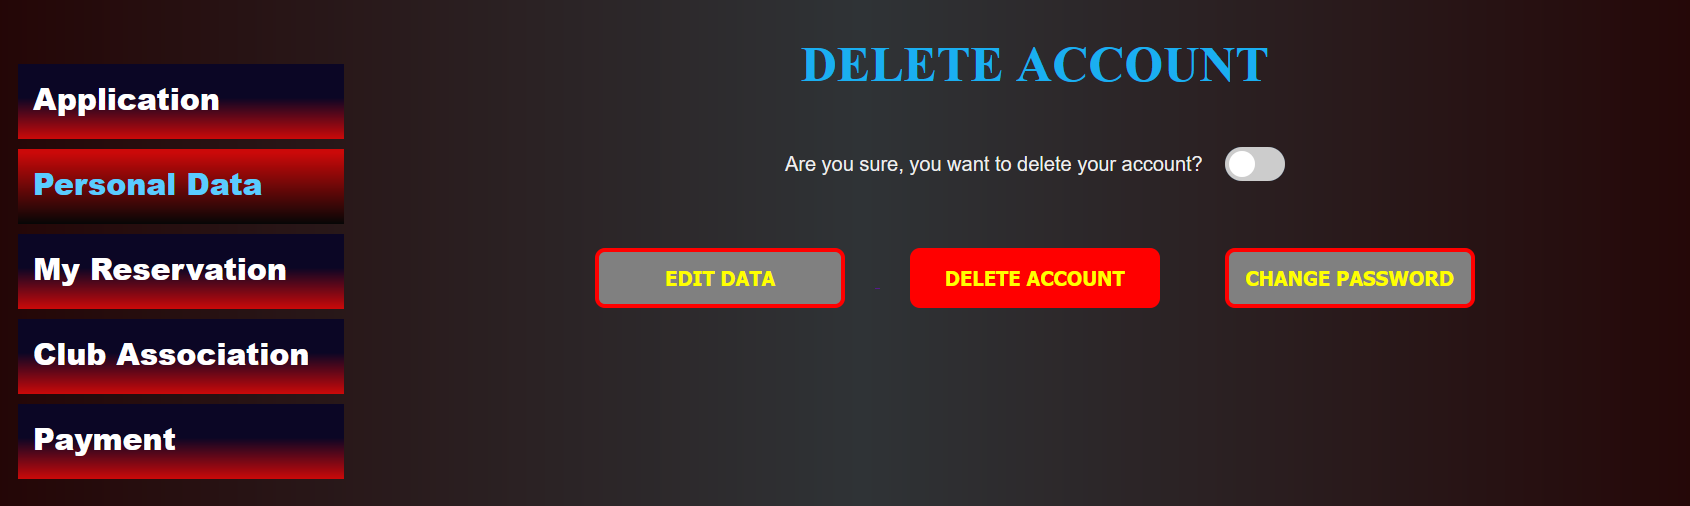 DELETE ACCOUNT
Application
Personal Data
My Reservation
Club Association
Payment
Are you sure, you want to delete your account?
EDIT DATA
DELETE ACCOUNT
CHANGE PASSWORD